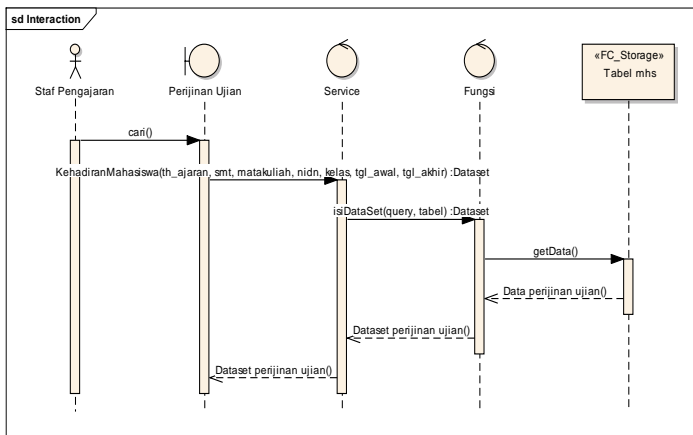 sd Interaction
Staf Pengajaran
Perijinan Ujian
Service
Fungsi
«FC_Storage»
Tabel mhs
cari()
KehadiranMahasiswa(th_ajaran, smt, matakuliah, nidn, kelas, tgl_awal, tgl_akhir) :Dataset
isiDataSet(query, tabel) :Dataset
getData()
Data perijinan ujian()
Dataset perijinan ujian()
Dataset perijinan ujian()